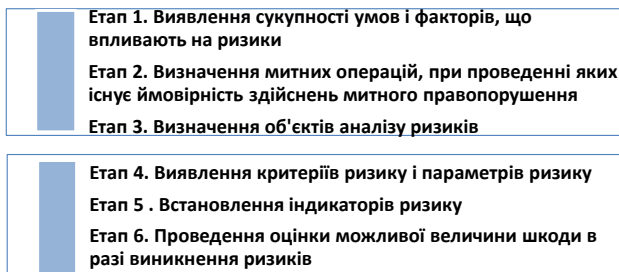 Етап 1. Виявлення сукупності умов і факторів, що
впливають на ризики
Етап 2. Визначення митних операцій, при проведенні яких
існує ймовірність здійснень митного правопорушення
Етап 3. Визначення об'єктів аналізу ризиків
Етап 4. Виявлення критеріїв ризику і параметрів ризику
Етап 5 . Встановлення індикаторів ризику
Етап 6. Проведення оцінки можливої величини шкоди в
разі виникнення ризиків